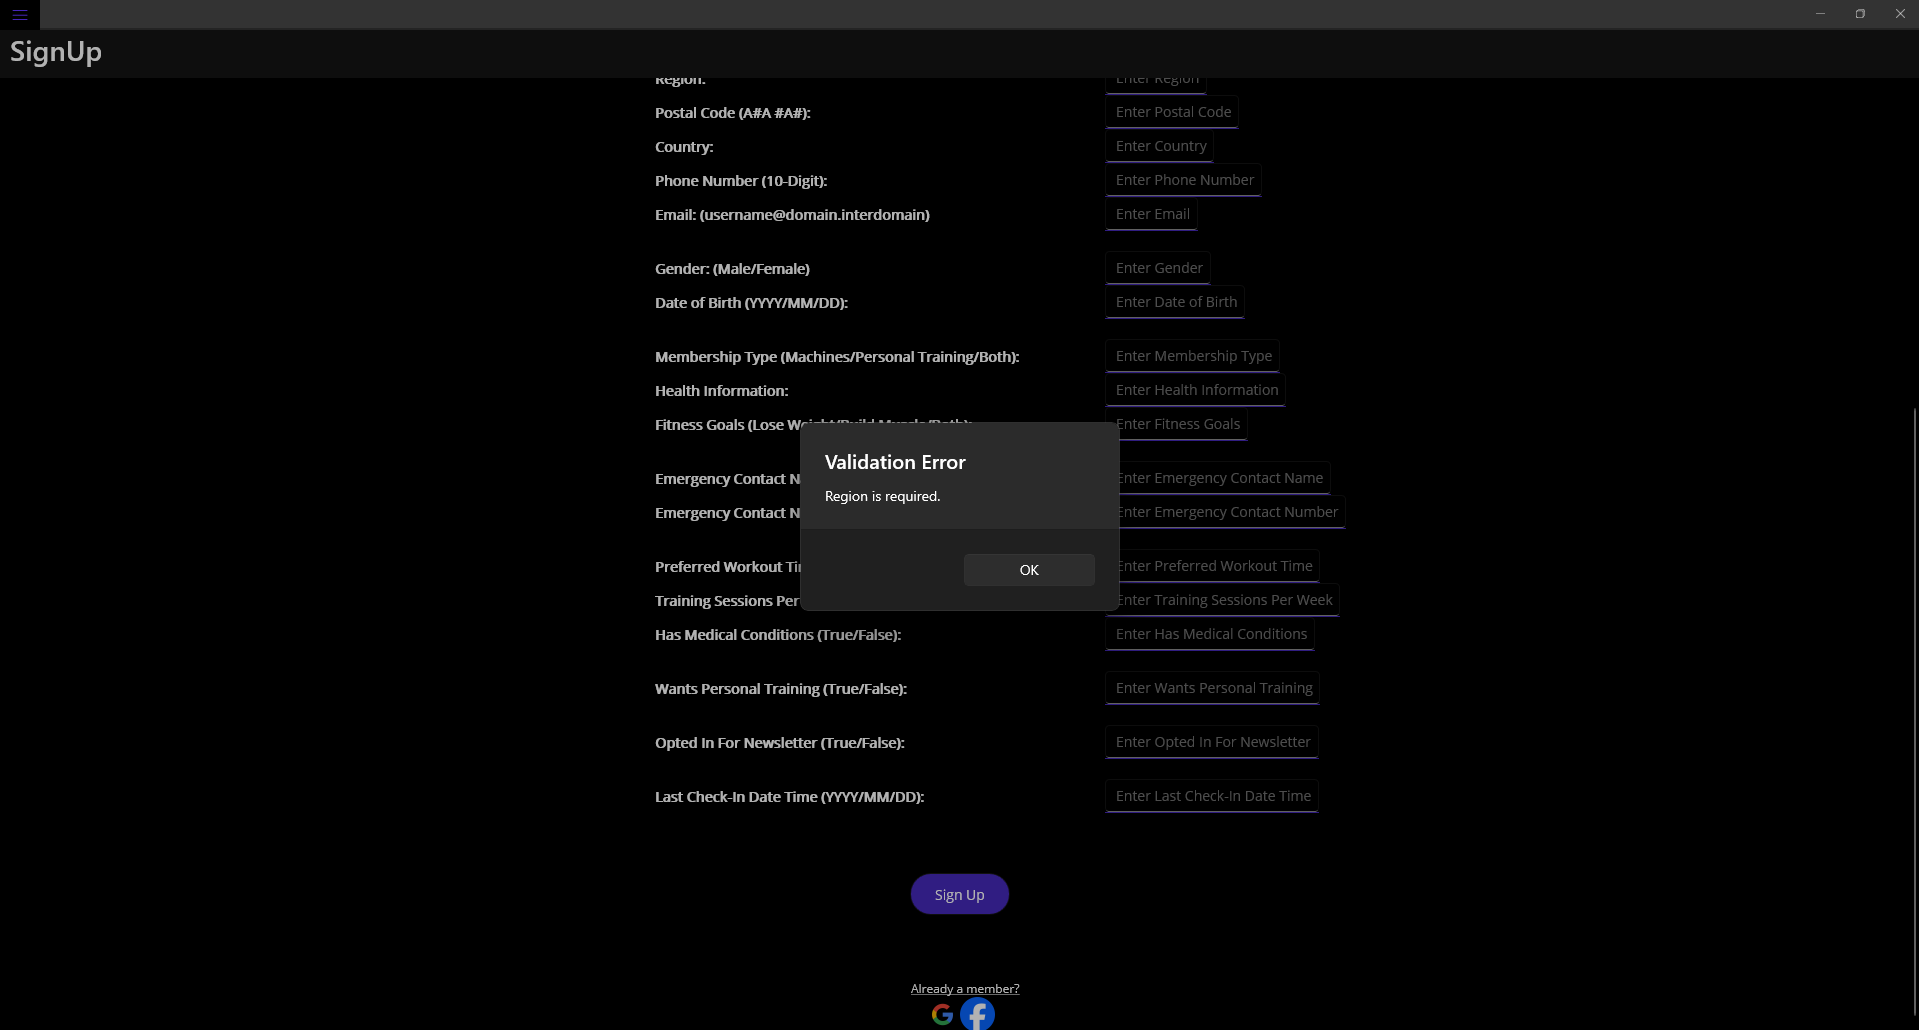 SignUp
Region: Enter Region
Postal Code (A#A #A#): Enter Postal Code
Country: Enter Country
Phone Number (10-Digit): Enter Phone Number
Email: (username@domain.interdomain) Enter Email
Gender: (Male/Female) Enter Gender
Date of Birth (YYYY/MM/DD): Enter Date of Birth
Membership Type (Machines/Personal Training/Both): Enter Membership Type
Health Information: Enter Health Information
Fitness Goals (Lose Weight/Build Muscle/Both): Enter Fitness Goals
Validation Error
Region is required.
OK
Emergency Contact N Enter Emergency Contact Name
Emergency Contact N Enter Emergency Contact Number
Preferred Workout Ti Enter Preferred Workout Time
Training Sessions Per Enter Training Sessions Per Week
Has Medical Conditions (True/False): Enter Has Medical Conditions
Wants Personal Training (True/False): Enter Wants Personal Training
Opted In For Newsletter (True/False): Enter Opted In For Newsletter
Last Check-In Date Time (YYYY/MM/DD): Enter Last Check-In Date Time
Sign Up
Already a member?